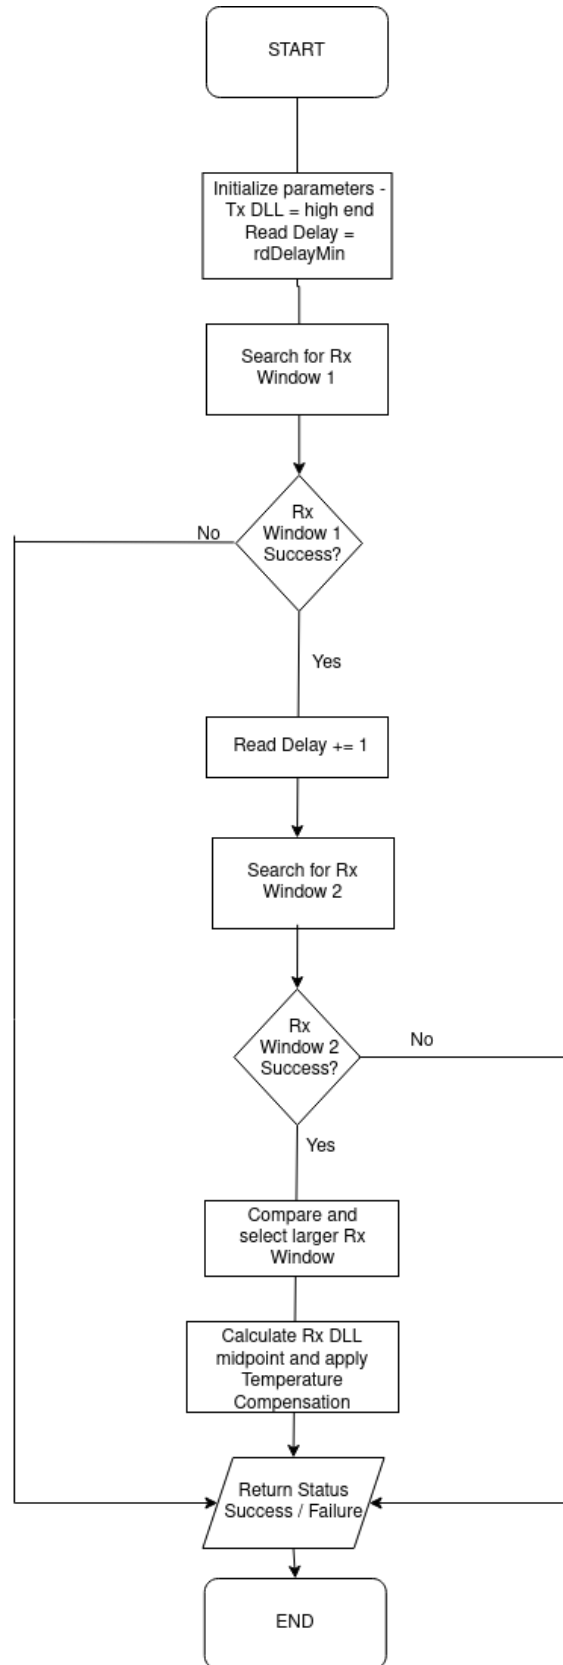 START
Initialize parameters -
Tx DLL = high end
Read Delay =
rdDelayMin
Search for Rx
Window 1
Rx
Window 1
Success?
No
Yes
Read Delay += 1
Search for Rx
Window 2
Rx
Window 2
Success?
No
Yes
Compare and
select larger Rx
Window
Calculate Rx DLL
midpoint and apply
Temperature
Compensation
Return Status
Success / Failure
END